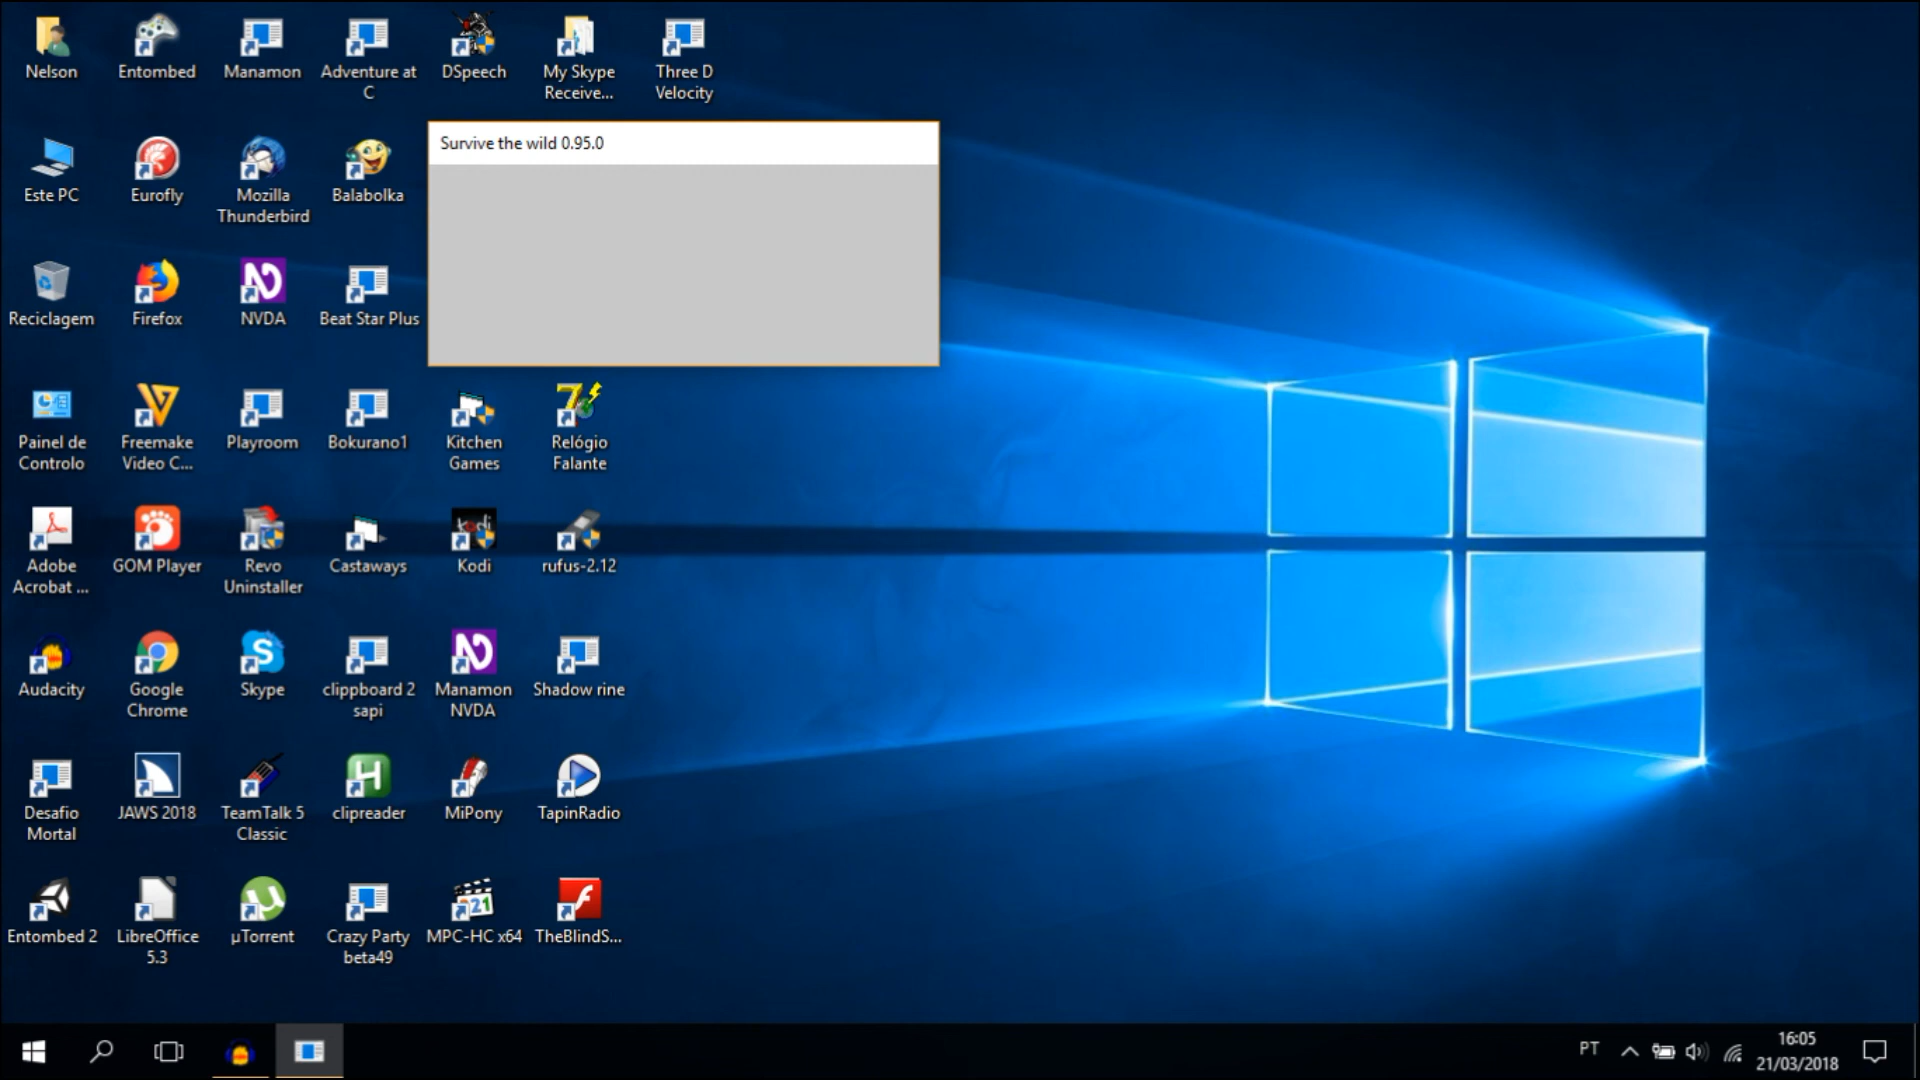 Nelson
Entombed
Manamon
Adventure at
C
DSpeech
My Skype
Receive...
Three D
Velocity
Survive the wild 0.95.0
Este PC
Eurofly
Mozilla
Thunderbird
Balabolka
Reciclagem
Firefox
NVDA
Beat Star Plus
Painel de
Controlo
Freemake
Video C...
Playroom
Bokurano1
Kitchen
Games
Relógio
Falante
Adobe
Acrobat ...
GOM Player
Revo
Uninstaller
Castaways
kodi
Kodi
rufus-2.12
Audacity
Google
Chrome
Skype
clippboard 2
sapi
Manamon
NVDA
Shadow rine
Desafio
Mortal
JAWS 2018
TeamTalk 5
Classic
clipreader
MiPony
TapinRadio
Entombed 2
LibreOffice
5.3
µTorrent
Crazy Party
beta49
321
MPC-HC x64
TheBlindS...
PT
16:05
21/03/2018